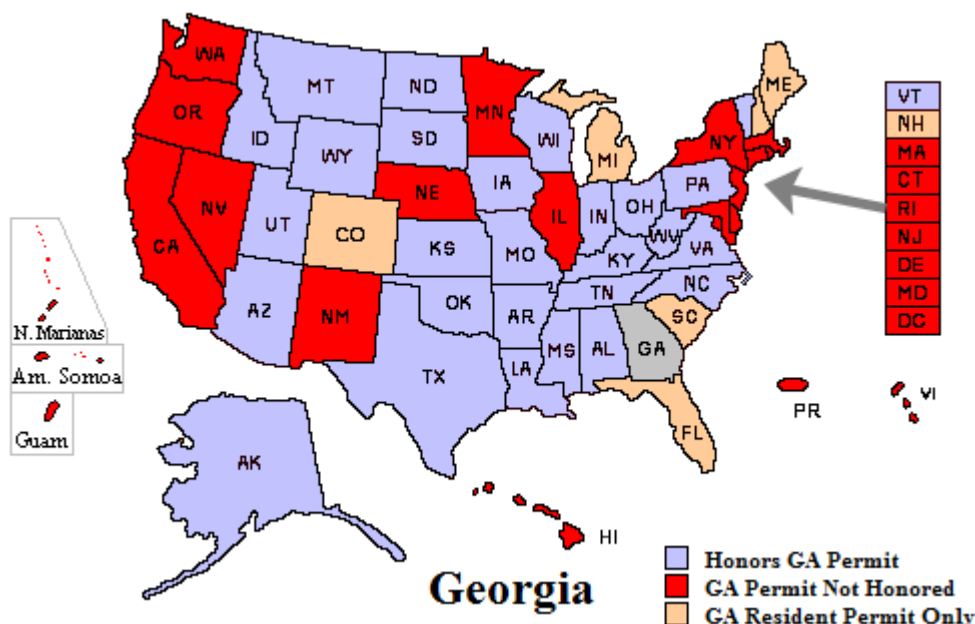 WA
MT
ND
MN
ME
VT
NH
OR
ID
SD
WI
NY
MA
WY
MI
CT
IA
PA
RI
NE
NV
IL
IN
OH
NJ
UT
CO
WV
DE
CA
KS
MO
VA
MD
KY
DC
NC
TN
OK
AZ
NM
AR
SC
N. Marianas
MS
AL
GA
LA
TX
Am. Somoa
PR
VI
FL
Guam
AK
HI
Georgia
Honors GA Permit
GA Permit Not Honored
GA Resident Permit Only